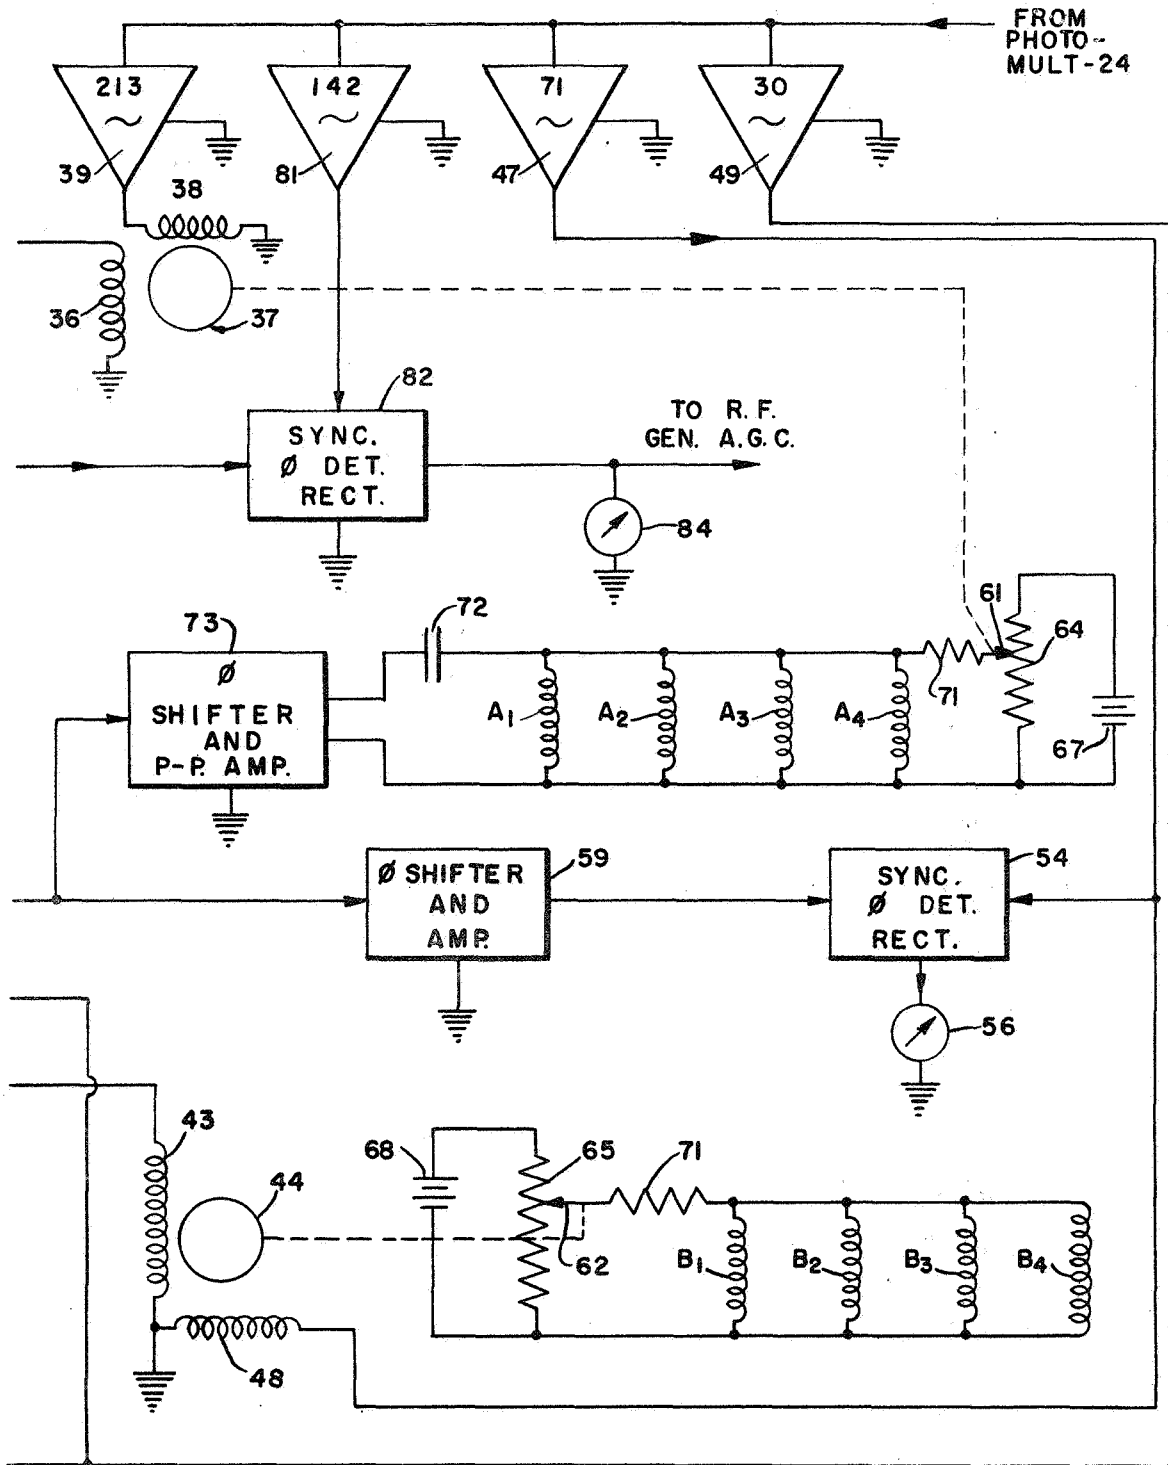 FROM
PHOTO-
MULT-24
213
142
71
30
~
~
~
~
39
81
47
49
38
36
37
82
SYNC.
Ø DET.
RECT.
TO R.F.
GEN. A.G.C.
84
73
72
61
64
Ø
SHIFTER
AND
P-P. AMP.
A1
A2
A3
A4
71
67
59
Ø SHIFTER
AND
AMP.
54
SYNC.
Ø DET.
RECT.
56
43
44
68
65
71
62
B1
B2
B3
B4
48